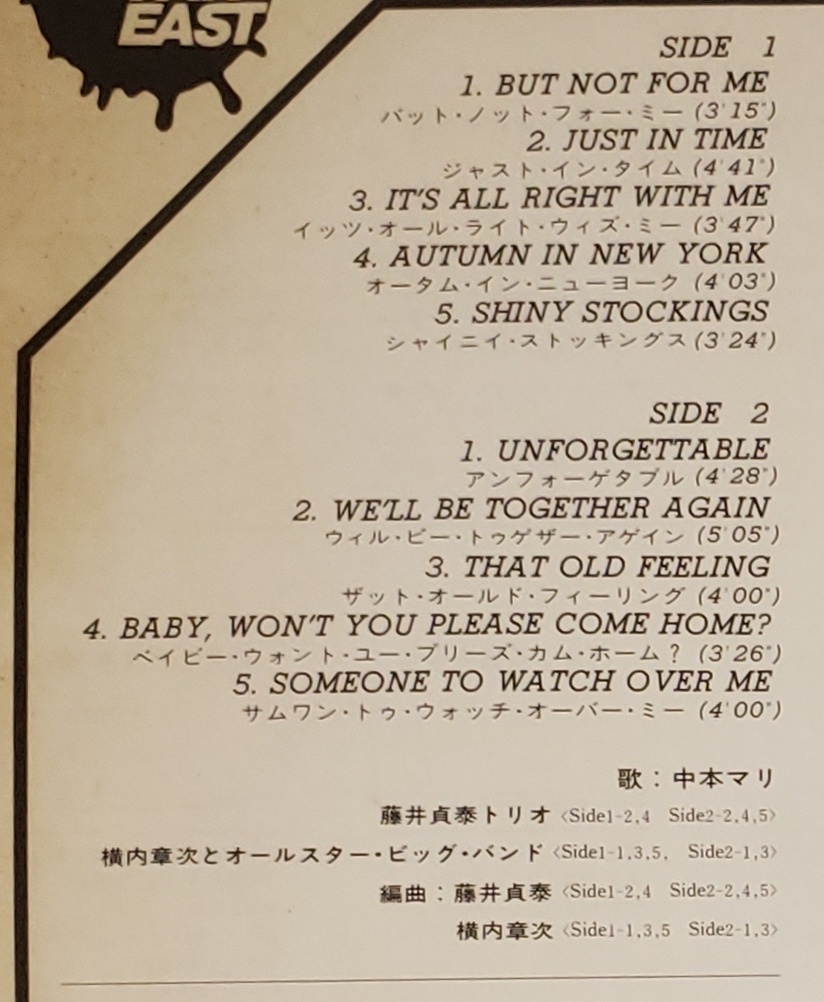 EAST
SIDE 1
1. BUT NOT FOR ME
バット・ノット・フォー・ミー (3'15")
2. JUST IN TIME
ジャスト・イン・タイム (4'41")
3. IT'S ALL RIGHT WITH ME
イッツ・オール・ライト・ウィズ・ミー (3'47")
4. AUTUMN IN NEW YORK
オータム・イン・ニューヨーク (4'03")
5. SHINY STOCKINGS
シャイニイ・ストッキングス (3'24")
SIDE 2
1. UNFORGETTABLE
アンフォーゲタブル (4'28")
2. WE'LL BE TOGETHER AGAIN
ウィル・ビー・トゥゲザー・アゲイン (5'05")
3. THAT OLD FEELING
ザット・オールド・フィーリング (4'00")
4. BABY, WON'T YOU PLEASE COME HOME?
ベイビー・ウォント・ユー・プリーズ・カム・ホーム? (3'26")
5. SOMEONE TO WATCH OVER ME
サムワン・トゥ・ウォッチ・オーバー・ミー (4'00")
歌：中本マリ
藤井貞泰トリオ〈Side1-2,4 Side2-2,4,5〉
横内章次とオールスター・ビッグ・バンド〈Side1-1,3,5, Side2-1,3〉
編曲：藤井貞泰〈Side1-2,4 Side2-2,4,5〉
横内章次〈Side1-1,3,5 Side2-1,3〉